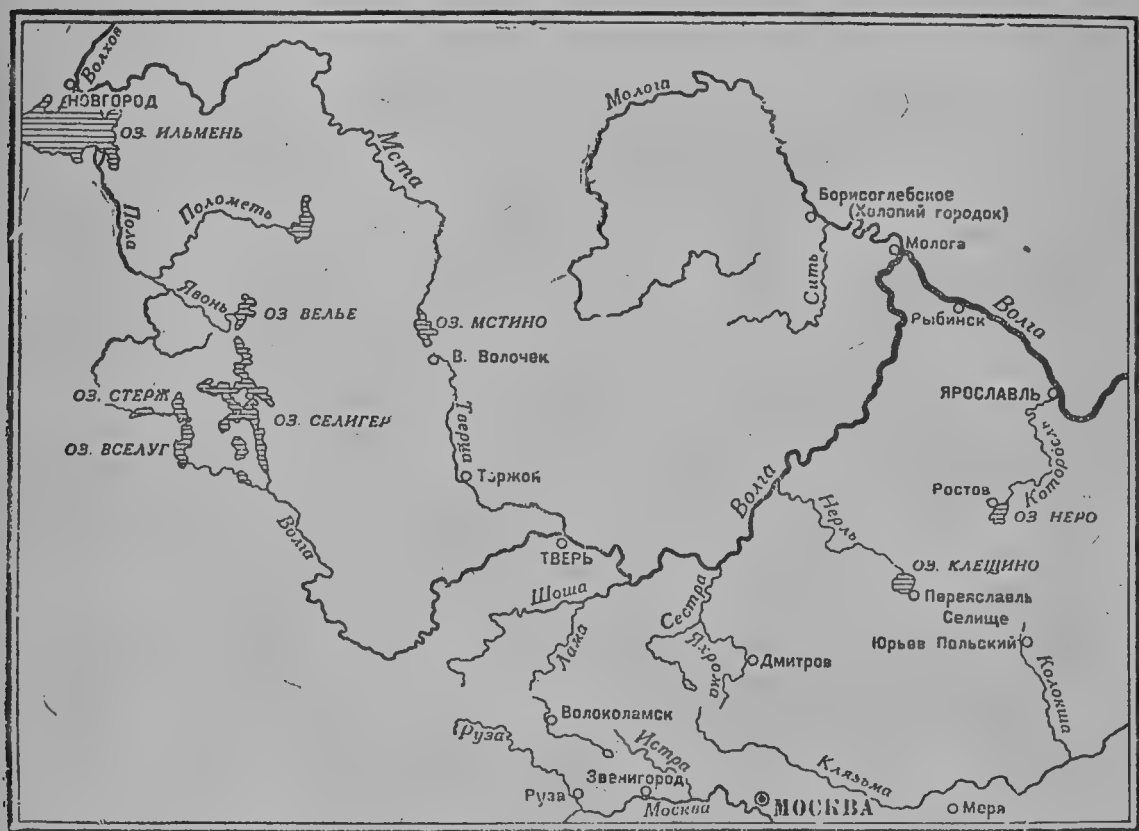 Волхов
НОВГОРОД
ОЗ. ИЛЬМЕНЬ
Мста
Молога
Борисоглебское
(Холопий городок)
Молога
Пола
Полометь
Явонь
ОЗ ВЕЛЬЕ
ОЗ. МСТИНО
В. Волочек
Сить
Рыбинск
Волга
ЯРОСЛАВЛЬ
ОЗ. СТЕРЖ
ОЗ. СЕЛИГЕР
ОЗ. ВСЕЛУГ
Тверца
Торжок
Волга
Которосль
Ростов
ОЗ НЕРО
Волга
Нерль
ТВЕРЬ
ОЗ. КЛЕЩИНО
Переяславль
Селище
Шоша
Сестра
Юрьев Польский
Лама
Яхрома
Дмитров
Колокша
Волоколамск
Руза
Истра
Клязьма
Звенигород
Руза
Москва
МОСКВА
Мера